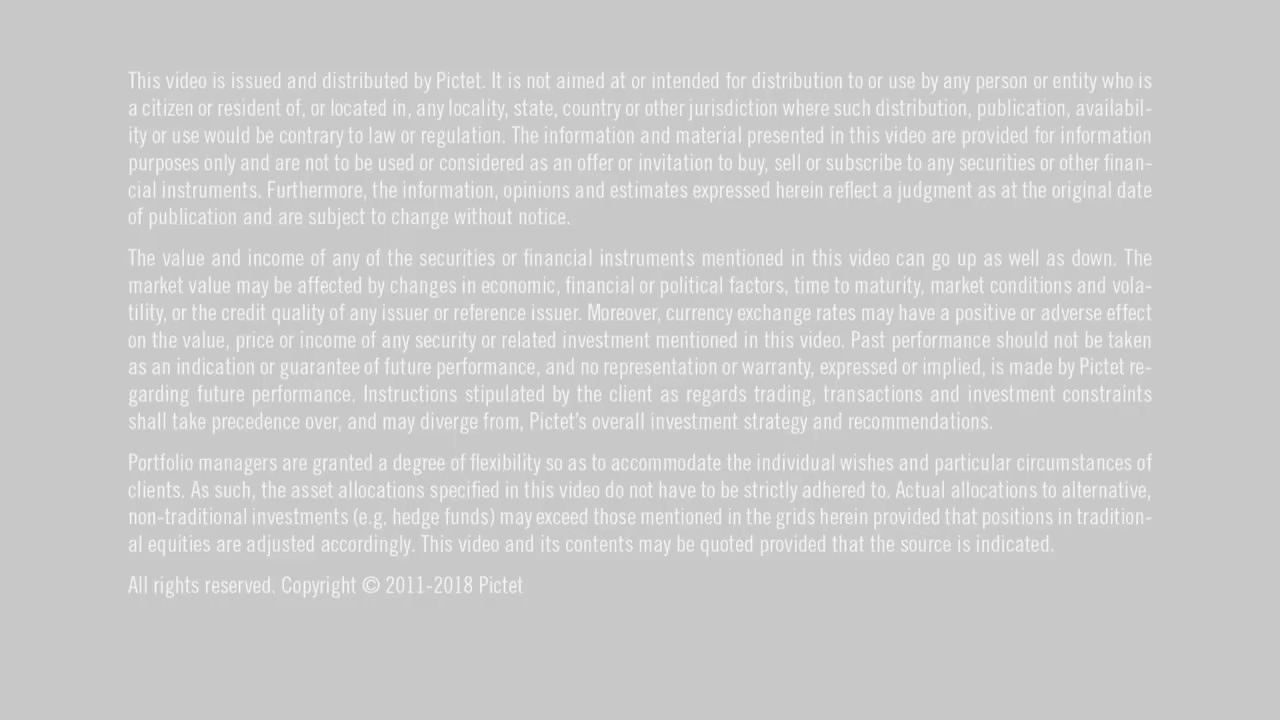 This video is issued and distributed by Pictet. It is not aimed at or intended for distribution to or use by any person or entity who is
a citizen or resident of, or located in, any locality, state, country or other jurisdiction where such distribution, publication, availabil-
ity or use would be contrary to law or regulation. The information and material presented in this video are provided for information
purposes only and are not to be used or considered as an offer or invitation to buy, sell or subscribe to any securities or other finan-
cial instruments. Furthermore, the information, opinions and estimates expressed herein reflect a judgment as at the original date
of publication and are subject to change without notice.
The value and income of any of the securities or financial instruments mentioned in this video can go up as well as down. The
market value may be affected by changes in economic, financial or political factors, time to maturity, market conditions and vola-
tility, or the credit quality of any issuer or reference issuer. Moreover, currency exchange rates may have a positive or adverse effect
on the value, price or income of any security or related investment mentioned in this video. Past performance should not be taken
as an indication or guarantee of future performance, and no representation or warranty, expressed or implied, is made by Pictet re-
garding future performance. Instructions stipulated by the client as regards trading, transactions and investment constraints
shall take precedence over, and may diverge from, Pictet's overall investment strategy and recommendations.
Portfolio managers are granted a degree of flexibility so as to accommodate the individual wishes and particular circumstances of
clients. As such, the asset allocations specified in this video do not have to be strictly adhered to. Actual allocations to alternative,
non-traditional investments (e.g. hedge funds) may exceed those mentioned in the grids herein provided that positions in tradition-
al equities are adjusted accordingly. This video and its contents may be quoted provided that the source is indicated.
All rights reserved. Copyright © 2011-2018 Pictet